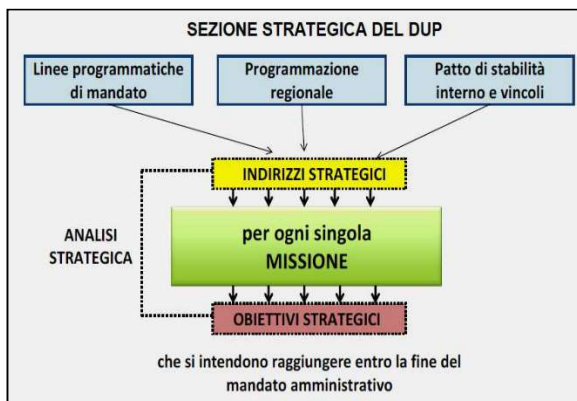 SEZIONE STRATEGICA DEL DUP
Linee programmatiche
di mandato
Programmazione
regionale
Patto di stabilità
interno e vincoli
INDIRIZZI STRATEGICI
ANALISI
STRATEGICA
per ogni singola
MISSIONE
OBIETTIVI STRATEGICI
che si intendono raggiungere entro la fine del
mandato amministrativo